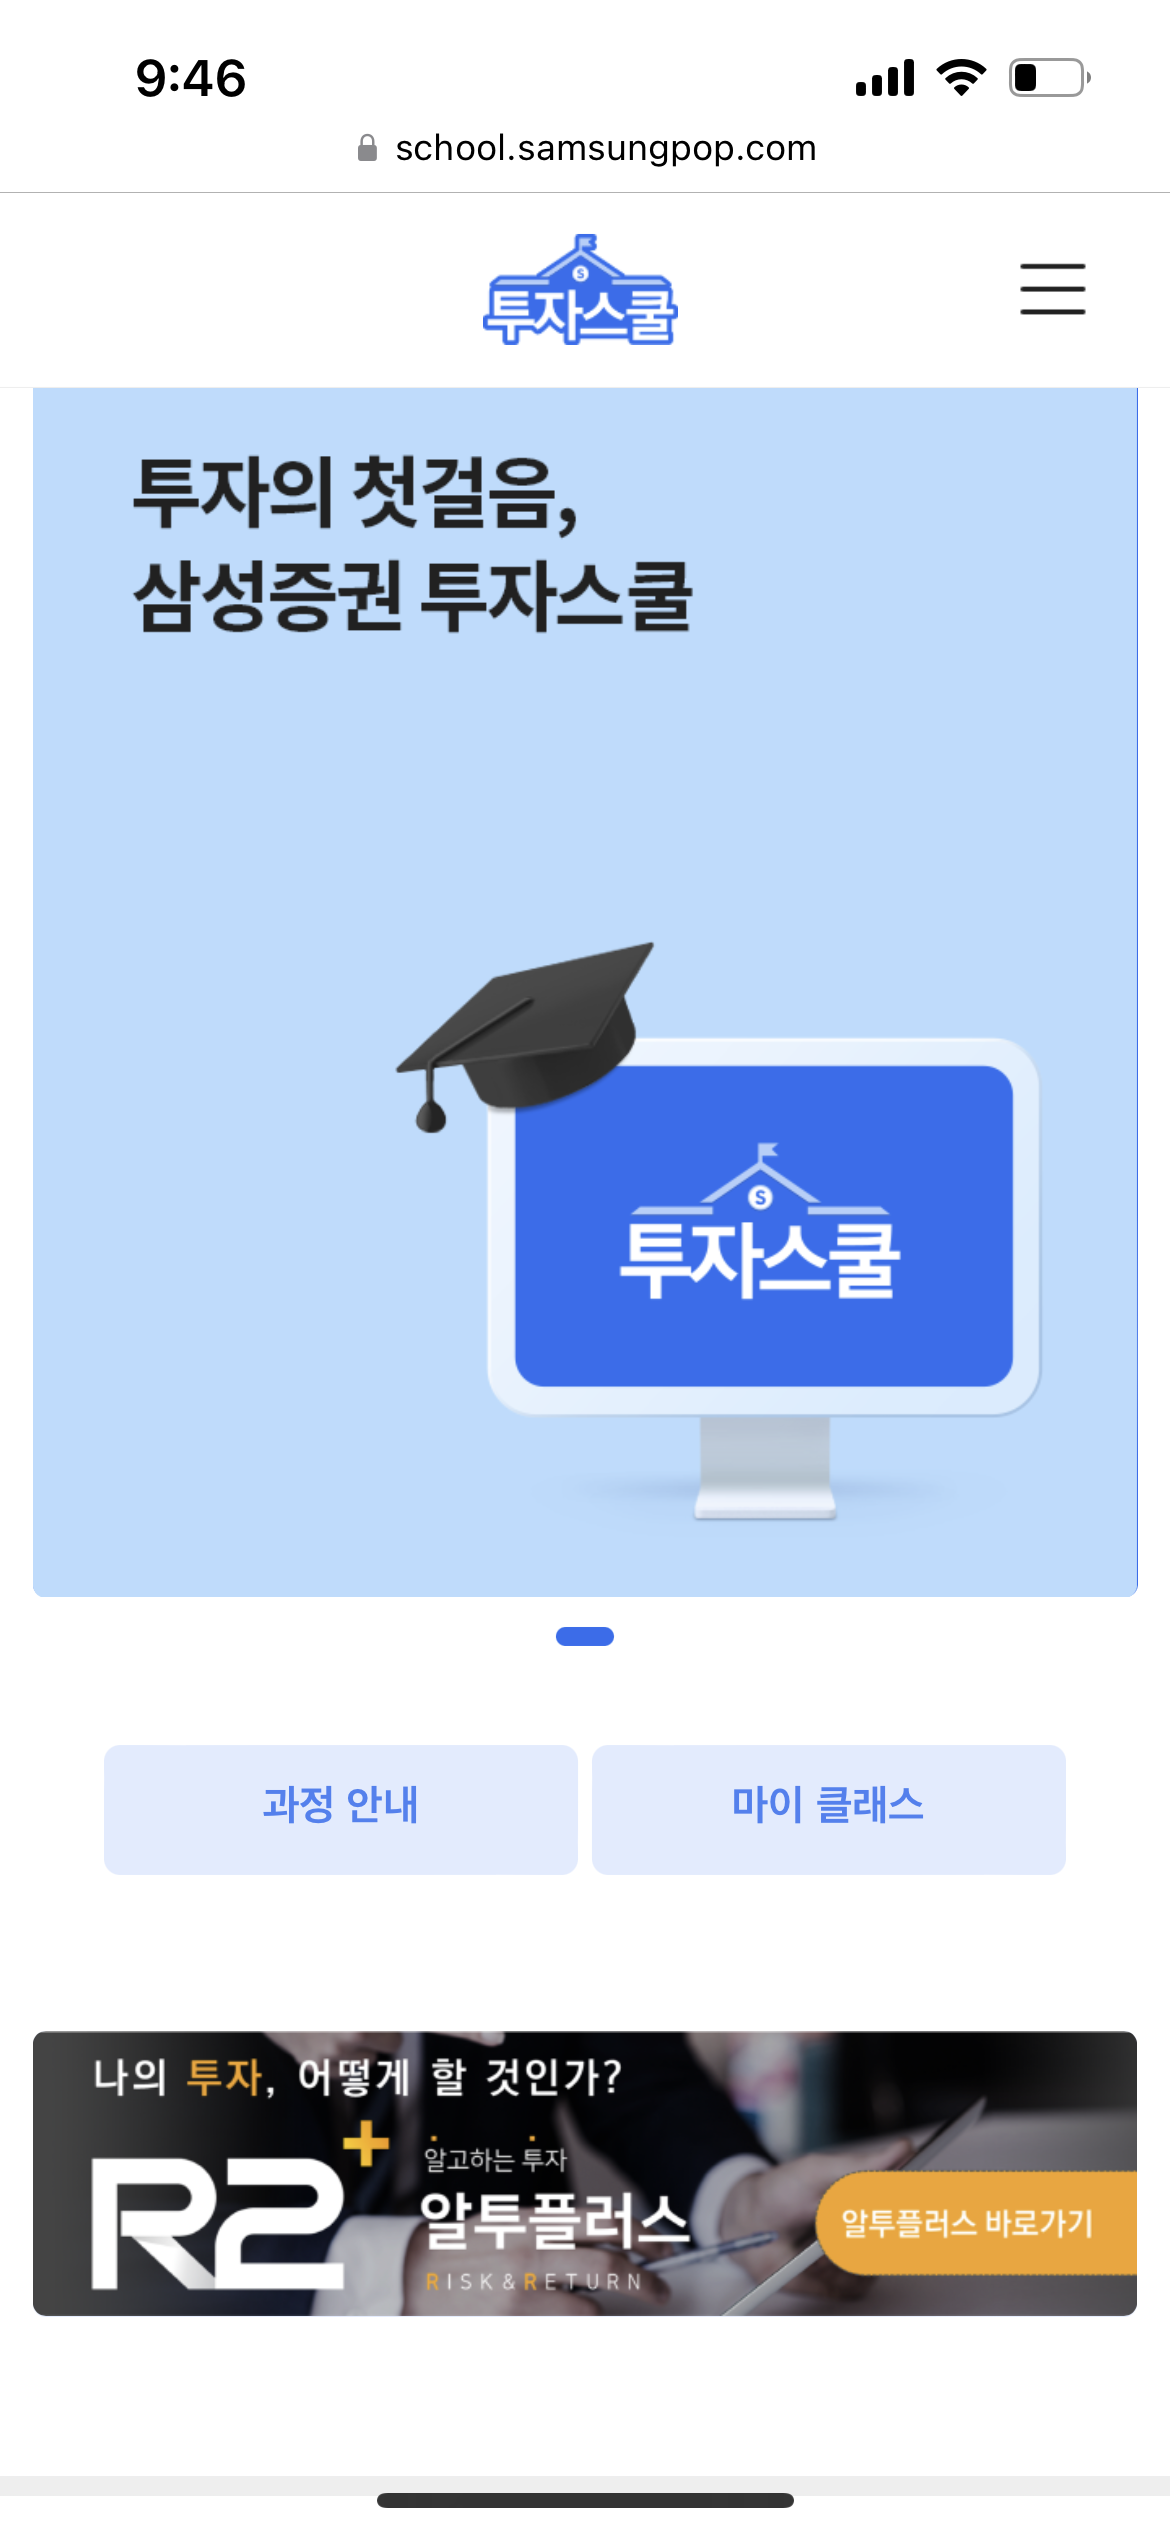 9:46
school.samsungpop.com
S
투자스쿨
투자의 첫걸음,
삼성증권 투자스쿨
S
투자스쿨
과정 안내
마이 클래스
나의 투자, 어떻게 할 것인가?
R2+
알고하는 투자
알투플러스
RISK&RETURN
알투플러스 바로가기